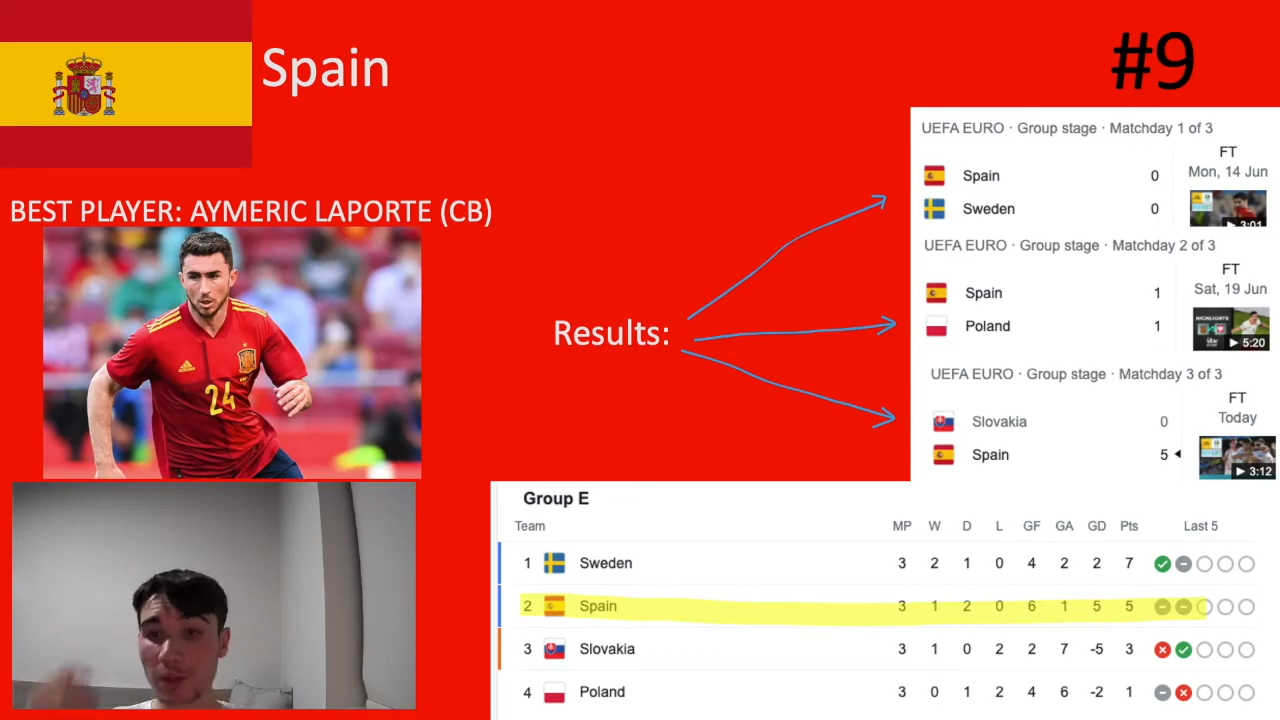 Spain
#9
BEST PLAYER: AYMERIC LAPORTE (CB)
24
Results:
UEFA EURO · Group stage · Matchday 1 of 3
FT
Mon, 14 Jun
Spain 0
Sweden 0
3:01
UEFA EURO · Group stage · Matchday 2 of 3
FT
Sat, 19 Jun
Spain 1
Poland 1
HIGHLIGHTS
5:20
UEFA EURO · Group stage · Matchday 3 of 3
FT
Today
Slovakia 0
Spain 5
3:12
Group E
Team MP W D L GF GA GD Pts Last 5
1 Sweden 3 2 1 0 4 2 2 7
2 Spain 3 1 2 0 6 1 5 5
3 Slovakia 3 1 0 2 2 7 -5 3
4 Poland 3 0 1 2 4 6 -2 1